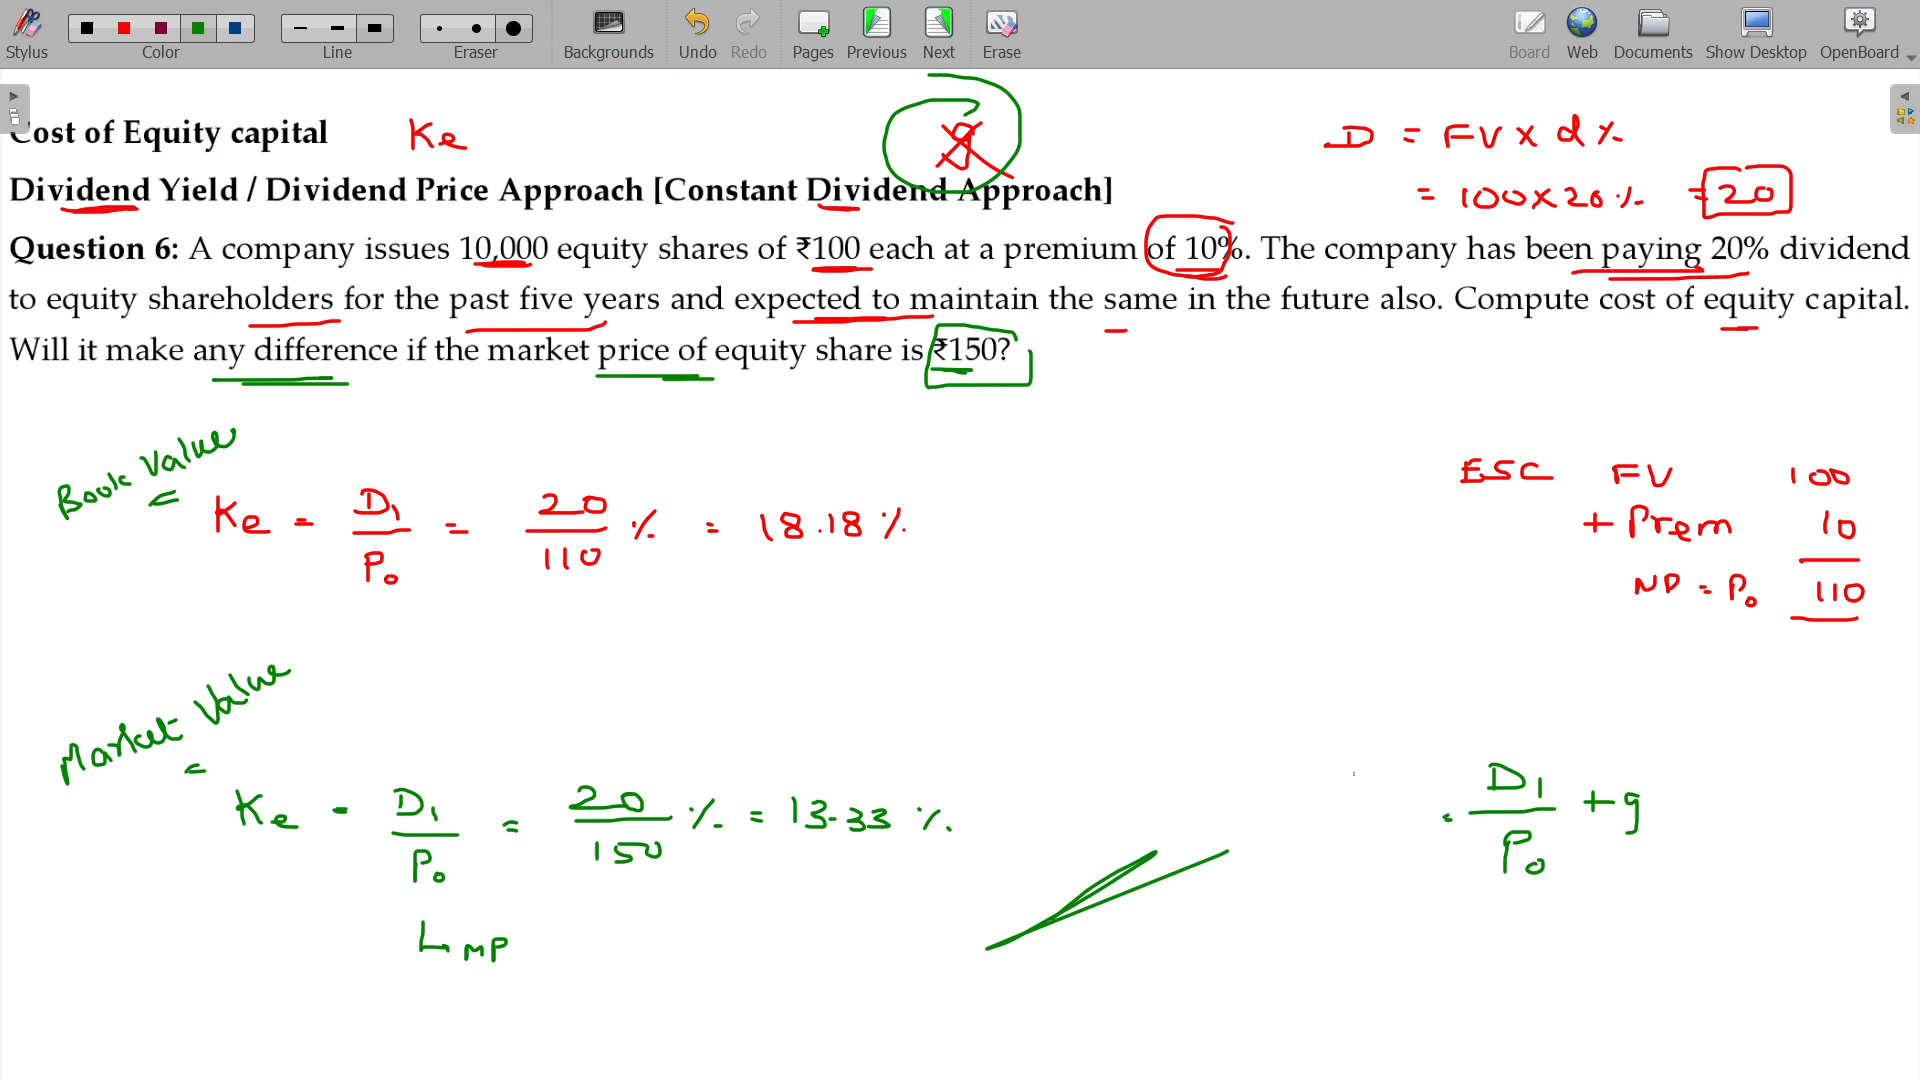 Stylus Color Line Eraser Backgrounds Undo Redo Pages Previous Next Erase Board Web Documents Show Desktop OpenBoard
Cost of Equity capital Ke g D = FV x d %
Dividend Yield / Dividend Price Approach [Constant Dividend Approach] = 100 x 20 % = 20
Question 6: A company issues 10,000 equity shares of ₹100 each at a premium of 10%. The company has been paying 20% dividend
to equity shareholders for the past five years and expected to maintain the same in the future also. Compute cost of equity capital.
Will it make any difference if the market price of equity share is ₹150?
Book Value
Ke = D1 / P0 = 20 / 110 % = 18.18 %
ESC FV 100
+ Prem 10
NP = P0 110
Market Value
Ke = D1 / P0 = 20 / 150 % = 13.33 %
= D1 / P0 + g
MP